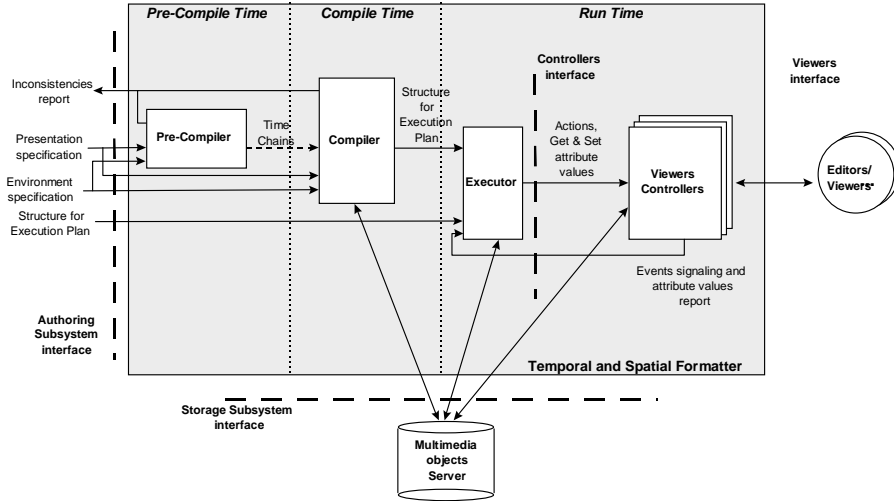 Pre-Compile Time
Compile Time
Run Time
Controllers
interface
Viewers
interface
Inconsistencies
report
Structure
for
Execution
Plan
Pre-Compiler
Time
Chains
Compiler
Actions,
Get & Set
attribute
values
Presentation
specification
Executor
Viewers
Controllers
Editors/
Viewers
Environment
specification
Structure for
Execution Plan
Events signaling and
attribute values
report
Authoring
Subsystem
interface
Temporal and Spatial Formatter
Storage Subsystem
interface
Multimedia
objects
Server